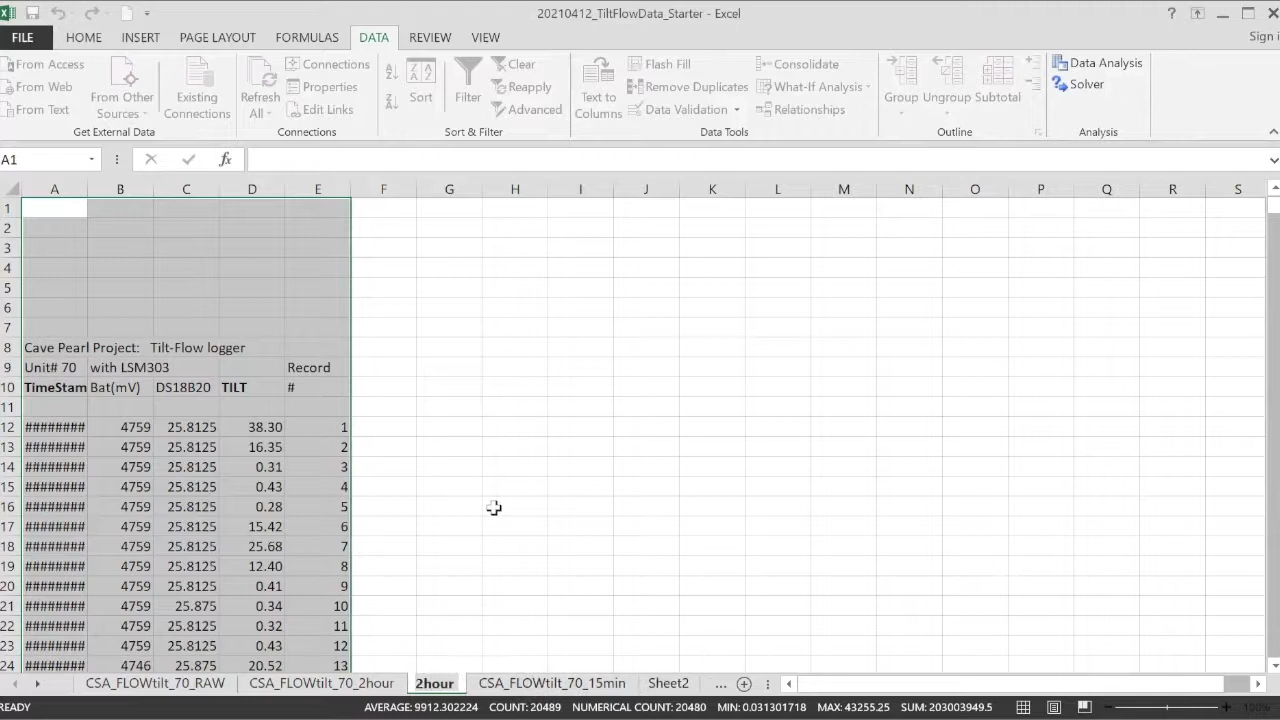 20210412_TiltFlowData_Starter - Excel
FILE HOME INSERT PAGE LAYOUT FORMULAS DATA REVIEW VIEW Sign i
From Access
From Web
From Text
From Other
Sources
Existing
Connections
Get External Data
Refresh
All
Connections
Properties
Edit Links
Connections
Sort
Filter
Clear
Reapply
Advanced
Sort & Filter
Text to
Columns
Flash Fill
Remove Duplicates
Data Validation
Consolidate
What-If Analysis
Relationships
Data Tools
Group Ungroup Subtotal
Outline
Data Analysis
Solver
Analysis
A1 fx
A B C D E F G H I J K L M N O P Q R S
1
2
3
4
5
6
7
8 Cave Pearl Project: Tilt-Flow logger
9 Unit# 70 with LSM303 Record
10 TimeStam Bat(mV) DS18B20 TILT #
11
12 ######## 4759 25.8125 38.30 1
13 ######## 4759 25.8125 16.35 2
14 ######## 4759 25.8125 0.31 3
15 ######## 4759 25.8125 0.43 4
16 ######## 4759 25.8125 0.28 5
17 ######## 4759 25.8125 15.42 6
18 ######## 4759 25.8125 25.68 7
19 ######## 4759 25.8125 12.40 8
20 ######## 4759 25.8125 0.41 9
21 ######## 4759 25.875 0.34 10
22 ######## 4759 25.8125 0.32 11
23 ######## 4759 25.8125 0.43 12
24 ######## 4746 25.875 20.52 13
CSA_FLOWtilt_70_RAW CSA_FLOWtilt_70_2hour 2hour CSA_FLOWtilt_70_15min Sheet2 ...
READY AVERAGE: 9912.302224 COUNT: 20489 NUMERICAL COUNT: 20480 MIN: 0.031301718 MAX: 43255.25 SUM: 203003949.5 100%